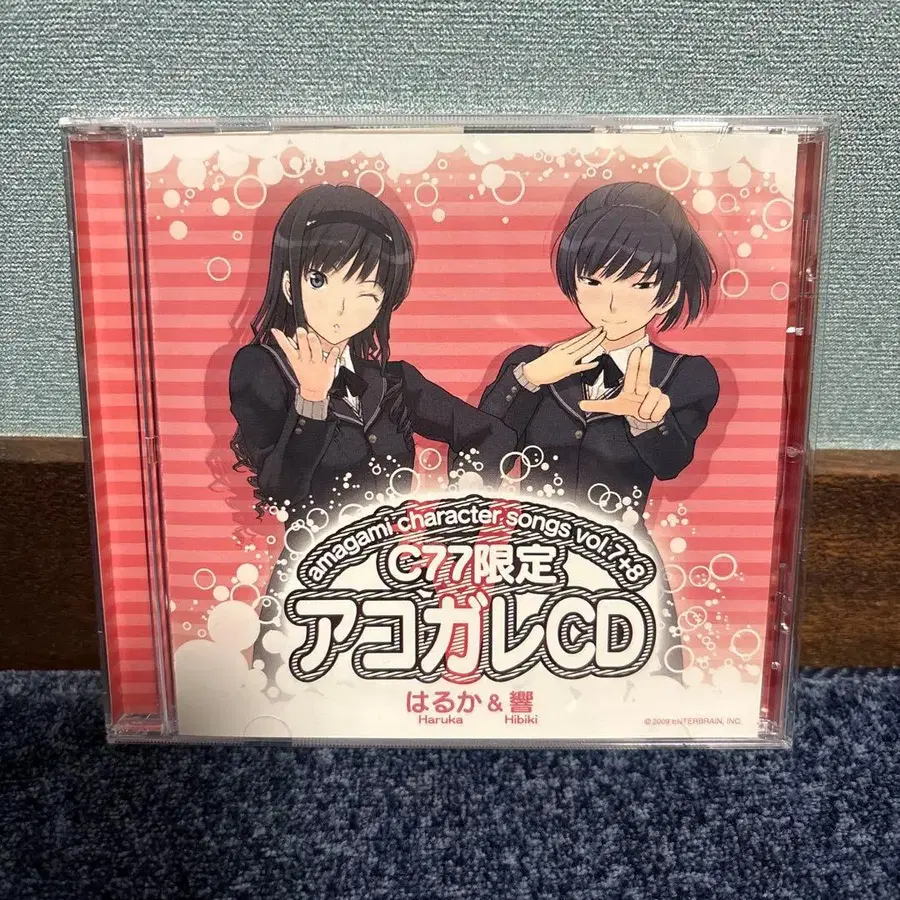 amagami character songs vol.7+8
C77限定
アコガレCD
はるか & 響
Haruka Hibiki
© 2009 ENTERBRAIN, INC.